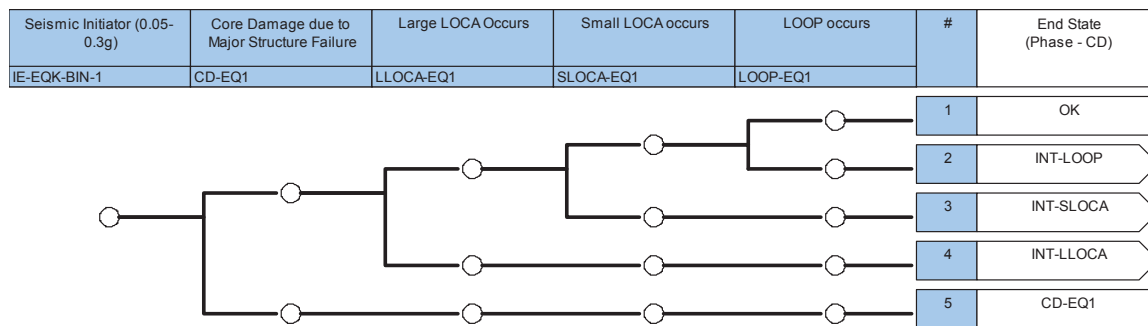 Seismic Initiator (0.05-
0.3g)
Core Damage due to
Major Structure Failure
Large LOCA Occurs
Small LOCA occurs
LOOP occurs
#
End State
(Phase - CD)
IE-EQK-BIN-1
CD-EQ1
LLOCA-EQ1
SLOCA-EQ1
LOOP-EQ1
1
OK
2
INT-LOOP
3
INT-SLOCA
4
INT-LLOCA
5
CD-EQ1